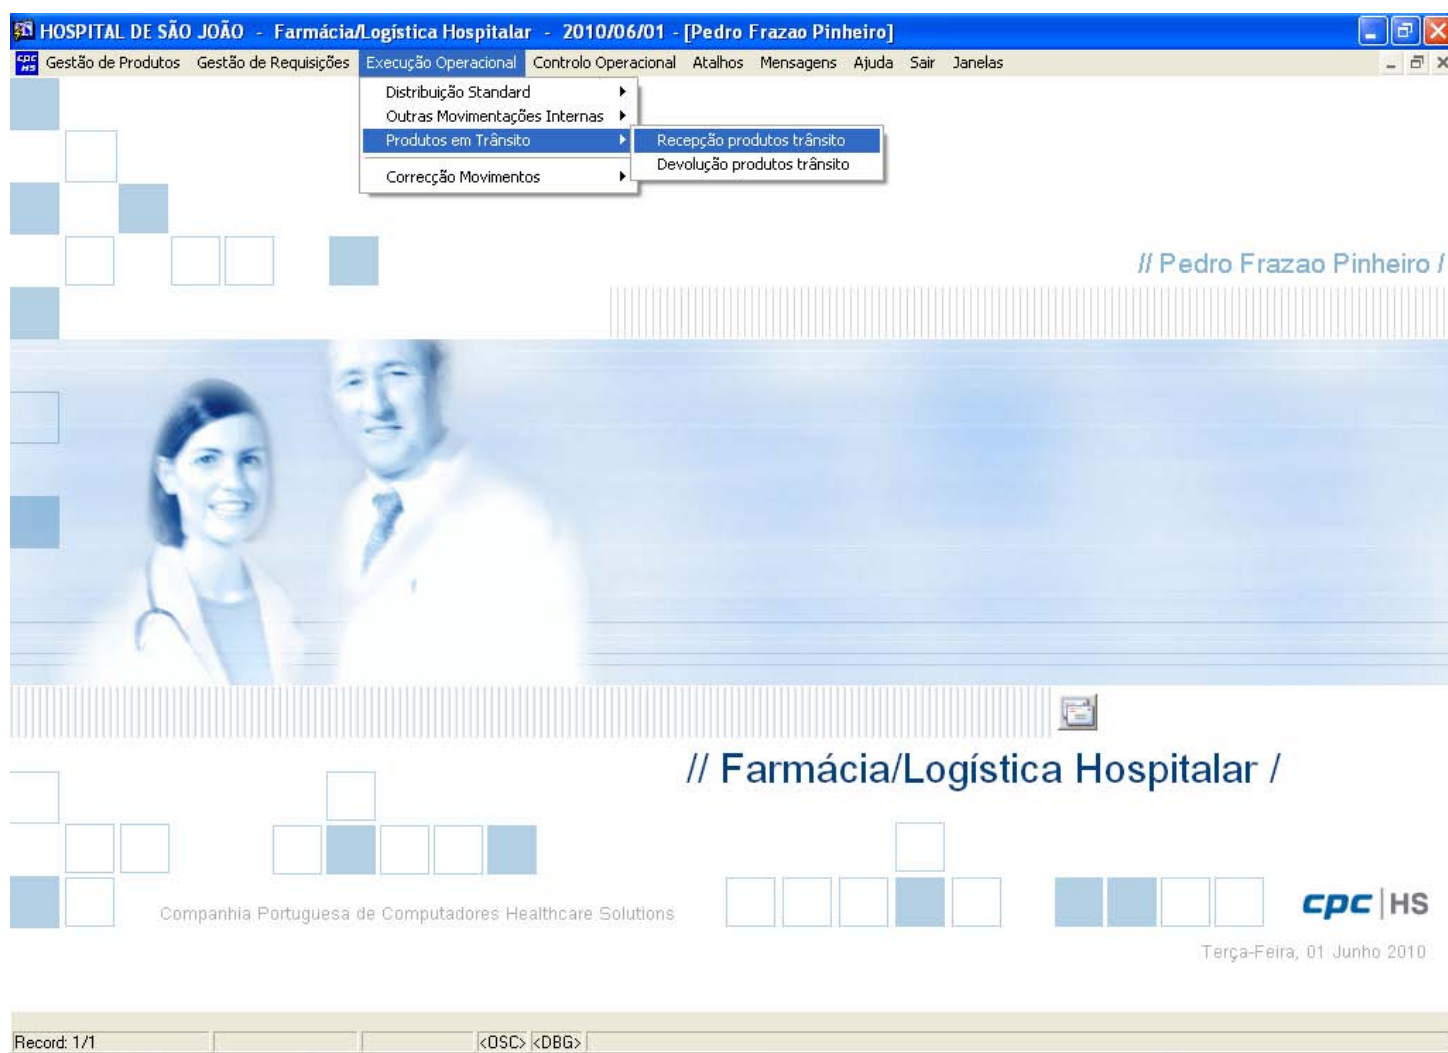 HOSPITAL DE SÃO JOÃO - Farmácia/Logística Hospitalar - 2010/06/01 - [Pedro Frazao Pinheiro]
cpc HS Gestão de Produtos Gestão de Requisições Execução Operacional Controlo Operacional Atalhos Mensagens Ajuda Sair Janelas
Distribuição Standard
Outras Movimentações Internas
Produtos em Trânsito
Recepção produtos trânsito
Devolução produtos trânsito
Correcção Movimentos
// Pedro Frazao Pinheiro /
// Farmácia/Logística Hospitalar /
Companhia Portuguesa de Computadores Healthcare Solutions
cpc | HS
Terça-Feira, 01 Junho 2010
Record: 1/1 <OSC> <DBG>